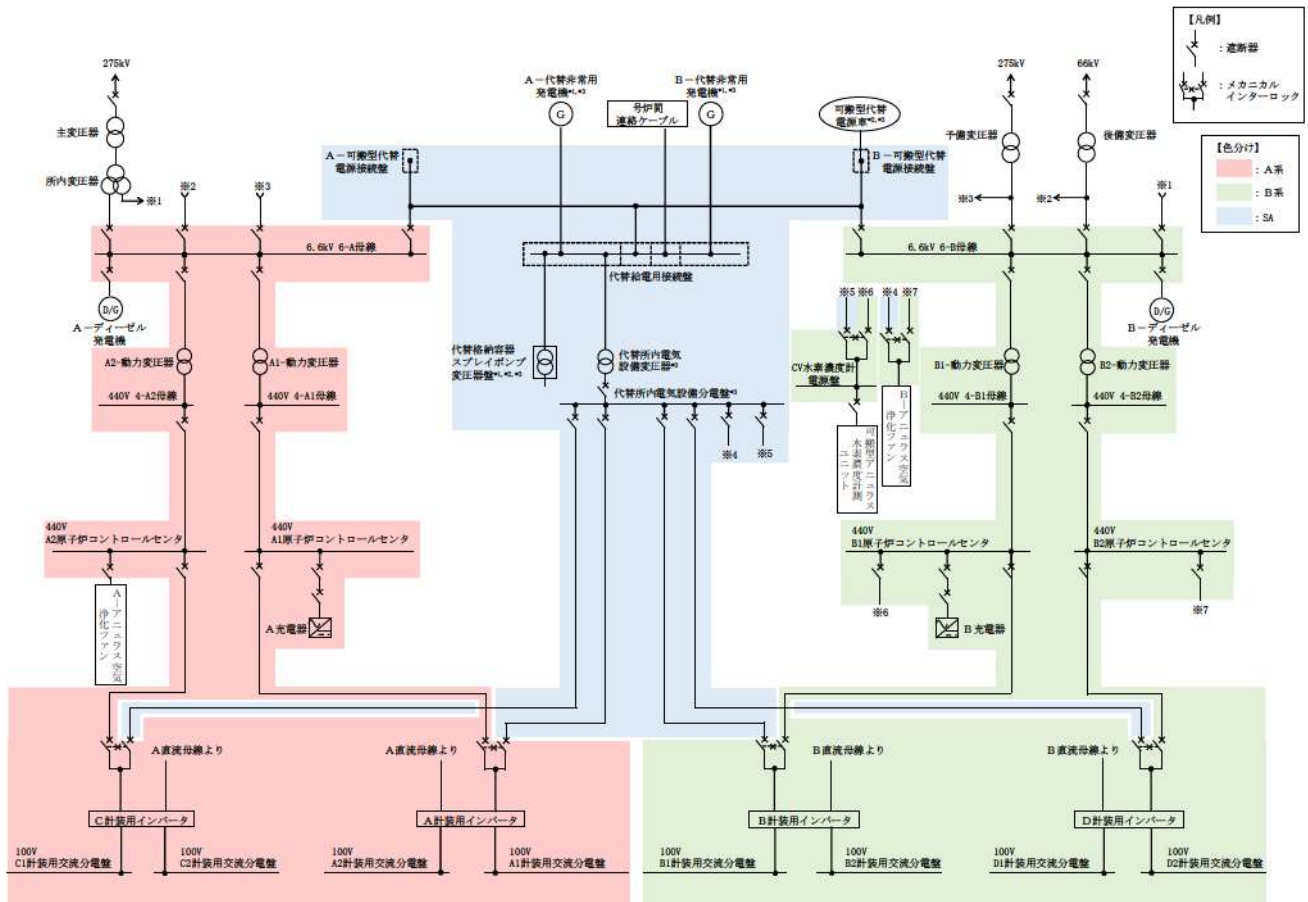 【凡例】
：遮断器
：メカニカル
インターロック
【色分け】
：A系
：B系
：SA
275kV
主変圧器
所内変圧器
※1
※2
※3
A－代替非常用
発電機*1,*3
G
号炉間
連絡ケーブル
B－代替非常用
発電機*1,*3
G
可搬型代替
電源車*2,*3
A－可搬型代替
電源接続盤
B－可搬型代替
電源接続盤
275kV
66kV
予備変圧器
後備変圧器
※3
※2
※1
6.6kV 6-A母線
代替給電用接続盤
6.6kV 6-B母線
D/G
A－ディーゼル
発電機
D/G
B－ディーゼル
発電機
A2-動力変圧器
A1-動力変圧器
440V 4-A2母線
440V 4-A1母線
代替格納容器
スプレイポンプ
変圧器盤*1,*2,*3
代替所内電気
設備変圧器*3
代替所内電気設備分電盤*3
※4
※5
※5
※6
※4
※7
CV水素濃度計
電源盤
可搬型アニュラス
水素濃度計測
ユニット
B－アニュラス空気
浄化ファン
B1-動力変圧器
B2-動力変圧器
440V 4-B1母線
440V 4-B2母線
440V
A2原子炉コントロールセンタ
440V
A1原子炉コントロールセンタ
440V
B1原子炉コントロールセンタ
440V
B2原子炉コントロールセンタ
A－アニュラス空気
浄化ファン
A充電器
※6
B充電器
※7
A直流母線より
A直流母線より
B直流母線より
B直流母線より
C計装用インバータ
A計装用インバータ
B計装用インバータ
D計装用インバータ
100V
C1計装用交流分電盤
100V
C2計装用交流分電盤
100V
A2計装用交流分電盤
100V
A1計装用交流分電盤
100V
B1計装用交流分電盤
100V
B2計装用交流分電盤
100V
D1計装用交流分電盤
100V
D2計装用交流分電盤